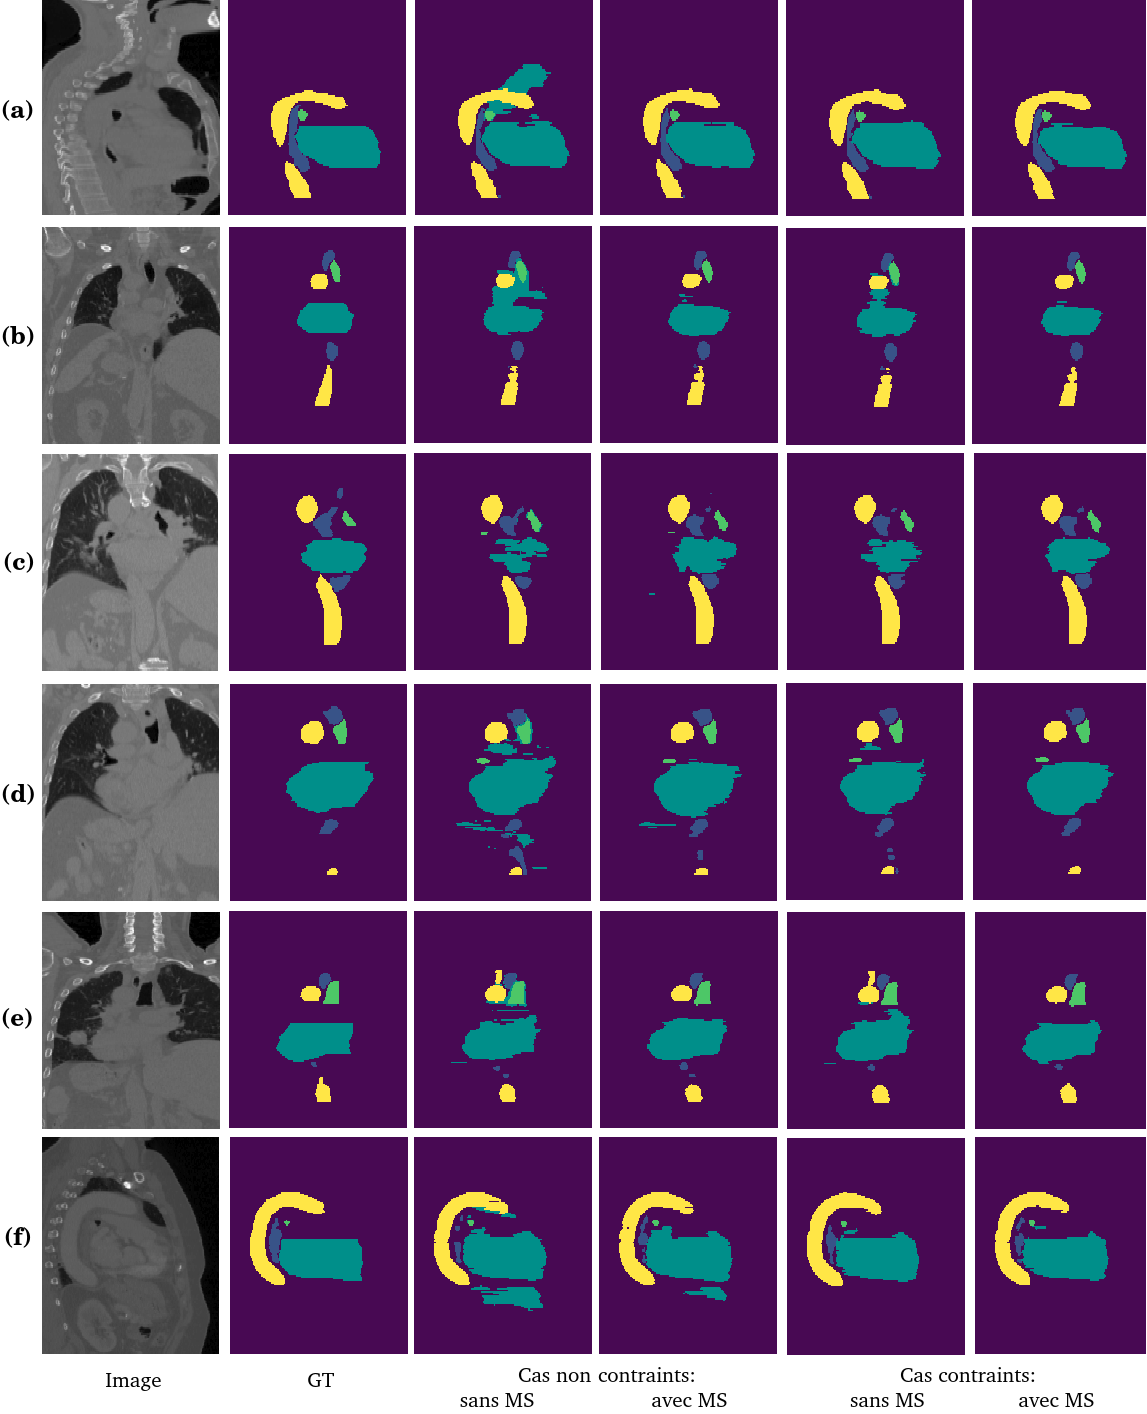 (a)
(b)
(c)
(d)
(e)
(f)
Image
GT
Cas non contraints:
sans MS
avec MS
Cas contraints:
sans MS
avec MS